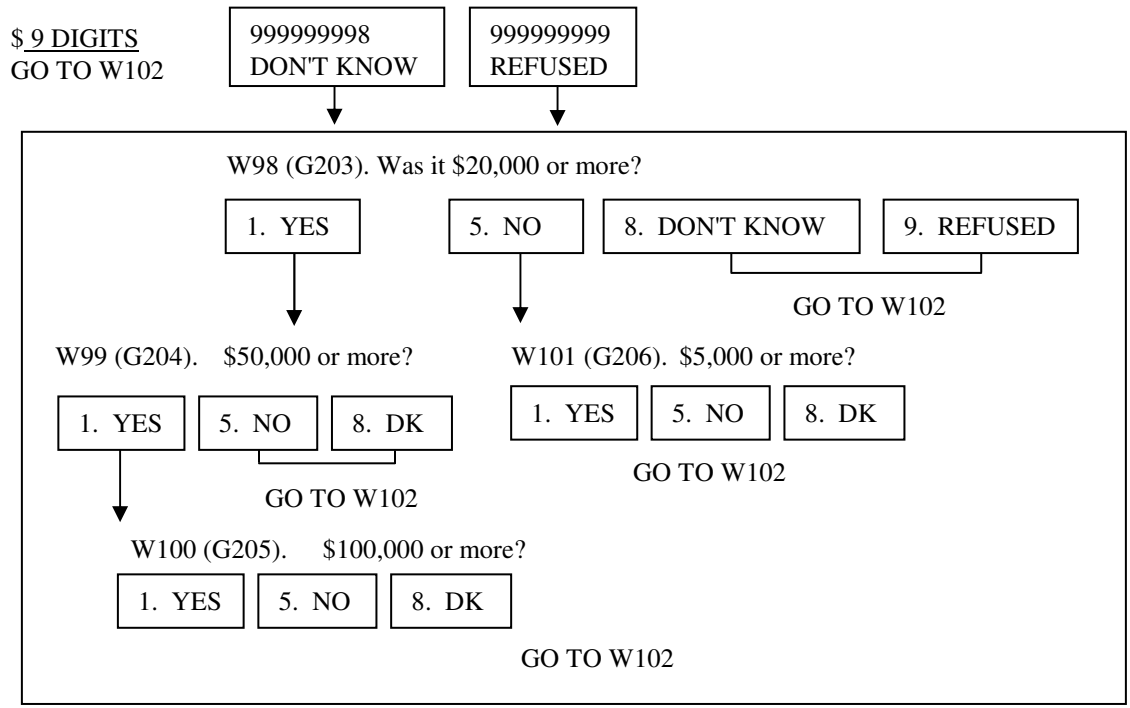 $ 9 DIGITS
GO TO W102
999999998
DON'T KNOW
999999999
REFUSED
W98 (G203). Was it $20,000 or more?
1. YES
5. NO
8. DON'T KNOW
9. REFUSED
GO TO W102
W99 (G204). $50,000 or more?
1. YES
5. NO
8. DK
GO TO W102
W101 (G206). $5,000 or more?
1. YES
5. NO
8. DK
GO TO W102
W100 (G205). $100,000 or more?
1. YES
5. NO
8. DK
GO TO W102